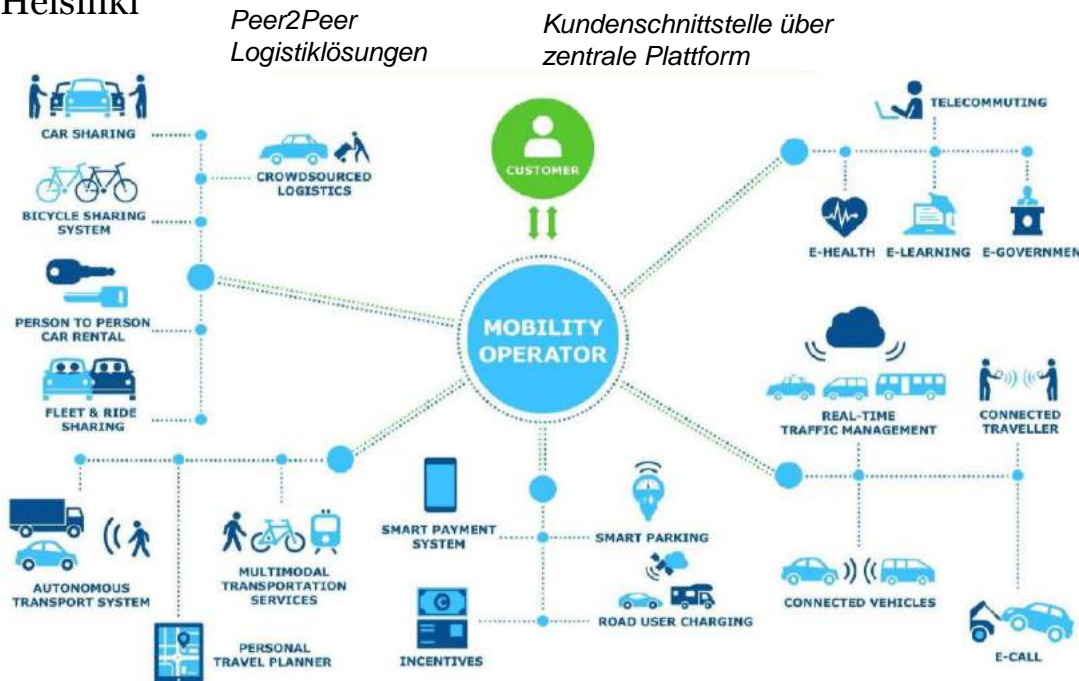 Helsinki
Peer2Peer
Logistiklösungen
Kundenschnittstelle über
zentrale Plattform
CAR SHARING
CROWDSOURCED
LOGISTICS
BICYCLE SHARING
SYSTEM
PERSON TO PERSON
CAR RENTAL
FLEET & RIDE
SHARING
CUSTOMER
MOBILITY
OPERATOR
TELECOMMUTING
E-HEALTH
E-LEARNING
E-GOVERNMEN
REAL-TIME
TRAFFIC MANAGEMENT
CONNECTED
TRAVELLER
AUTONOMOUS
TRANSPORT SYSTEM
MULTIMODAL
TRANSPORTATION
SERVICES
PERSONAL
TRAVEL PLANNER
SMART PAYMENT
SYSTEM
SMART PARKING
INCENTIVES
ROAD USER CHARGING
CONNECTED VEHICLES
E-CALL